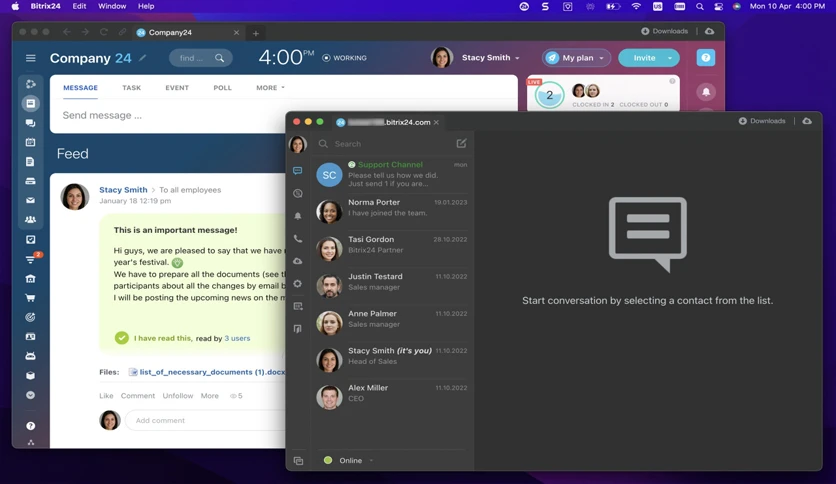 Bitrix24 Edit Window Help
Mon 10 Apr 4:00 PM
Company24
Downloads
Company 24
find ...
4:00 PM
WORKING
Stacy Smith
My plan
Invite
MESSAGE TASK EVENT POLL MORE
Send message ...
LIVE
2
CLOCKED IN 2 CLOCKED OUT 0
Feed
Stacy Smith > To all employees
January 18 12:19 pm
This is an important message!
Hi guys, we are pleased to say that we have
year's festival.
We have to prepare all the documents (see th
participants about all the changes by email b
I will be posting the upcoming news on the m
I have read this, read by 3 users
Files: list_of_necessary_documents (1).docx
Like Comment Unfollow More 5
Add comment
2
24 .bitrix24.com
Downloads
Search
SC
Support Channel mon
Please tell us how we did.
Just send 1 if you are...
Norma Porter 19.01.2023
I have joined the team.
Tasi Gordon 28.10.2022
Bitrix24 Partner
Justin Testard 11.10.2022
Sales manager
Anne Palmer 11.10.2022
Sales manager
Stacy Smith (it's you) 11.10.2022
Head of Sales
Alex Miller 11.10.2022
CEO
Online
Start conversation by selecting a contact from the list.